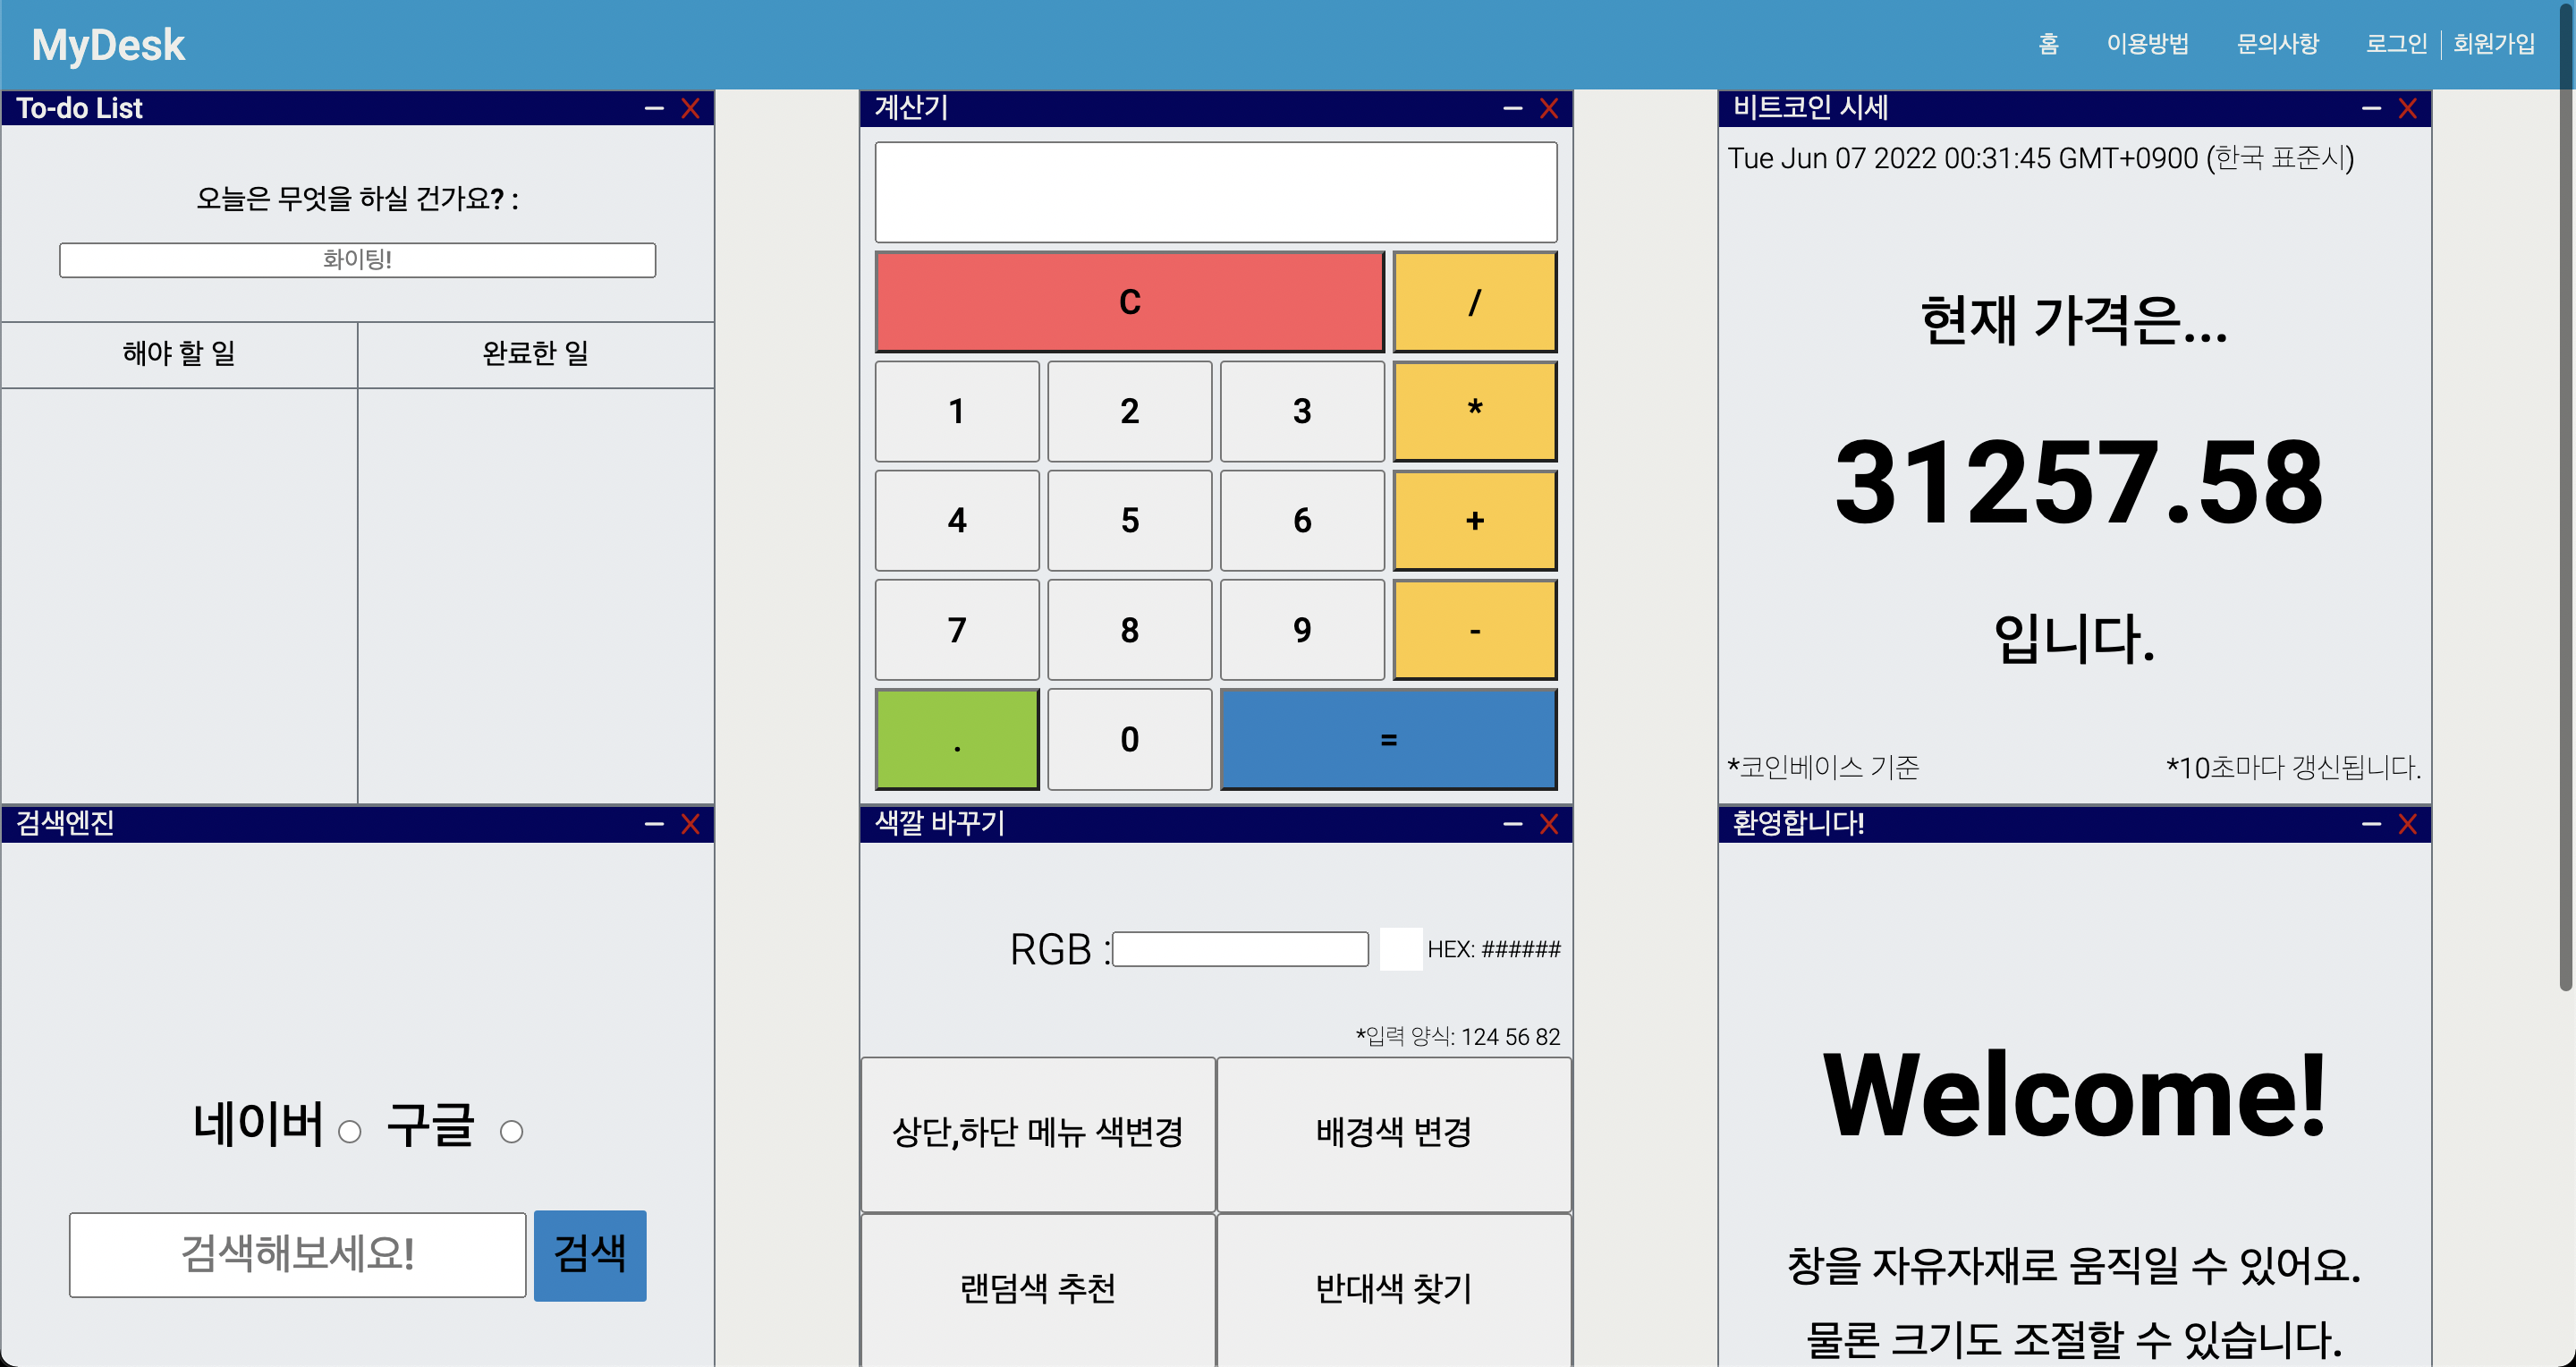 MyDesk
홈 이용방법 문의사항 로그인 회원가입
To-do List
오늘은 무엇을 하실 건가요? :
화이팅!
해야 할 일 완료한 일
계산기
C /
1 2 3 *
4 5 6 +
7 8 9 -
. 0 =
비트코인 시세
Tue Jun 07 2022 00:31:45 GMT+0900 (한국 표준시)
현재 가격은...
31257.58
입니다.
*코인베이스 기준 *10초마다 갱신됩니다.
검색엔진
네이버 구글
검색해보세요! 검색
색깔 바꾸기
RGB : HEX: ######
*입력 양식: 124 56 82
상단,하단 메뉴 색변경 배경색 변경
랜덤색 추천 반대색 찾기
환영합니다!
Welcome!
창을 자유자재로 움직일 수 있어요.
물론 크기도 조절할 수 있습니다.